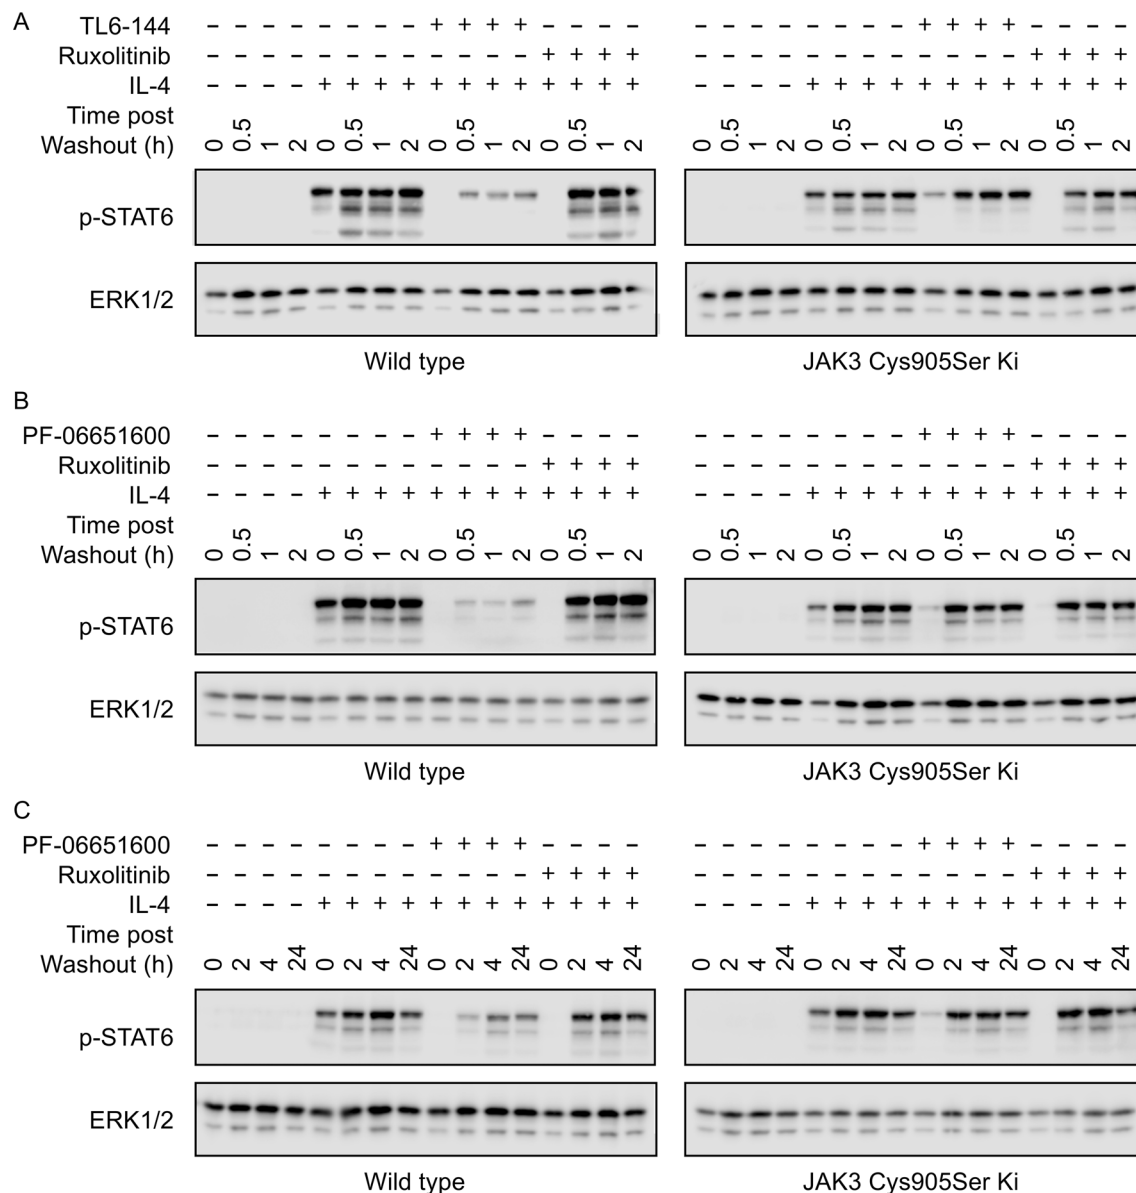 A
TL6-144 – – – – – – – – + + + + – – – – – – – – – – – – + + + + – – – –
Ruxolitinib – – – – – – – – – – – – + + + + – – – – – – – – – – – – + + + +
IL-4 – – – – + + + + + + + + + + + + – – – – + + + + + + + + + + + +
Time post
Washout (h) 0 0.5 1 2 0 0.5 1 2 0 0.5 1 2 0 0.5 1 2 0 0.5 1 2 0 0.5 1 2 0 0.5 1 2 0 0.5 1 2
p-STAT6
ERK1/2
Wild type JAK3 Cys905Ser Ki
B
PF-06651600 – – – – – – – – + + + + – – – – – – – – – – – – + + + + – – – –
Ruxolitinib – – – – – – – – – – – – + + + + – – – – – – – – – – – – + + + +
IL-4 – – – – + + + + + + + + + + + + – – – – + + + + + + + + + + + +
Time post
Washout (h) 0 0.5 1 2 0 0.5 1 2 0 0.5 1 2 0 0.5 1 2 0 0.5 1 2 0 0.5 1 2 0 0.5 1 2 0 0.5 1 2
p-STAT6
ERK1/2
Wild type JAK3 Cys905Ser Ki
C
PF-06651600 – – – – – – – – + + + + – – – – – – – – – – – – + + + + – – – –
Ruxolitinib – – – – – – – – – – – – + + + + – – – – – – – – – – – – + + + +
IL-4 – – – – + + + + + + + + + + + + – – – – + + + + + + + + + + + +
Time post
Washout (h) 0 2 4 24 0 2 4 24 0 2 4 24 0 2 4 24 0 2 4 24 0 2 4 24 0 2 4 24 0 2 4 24
p-STAT6
ERK1/2
Wild type JAK3 Cys905Ser Ki